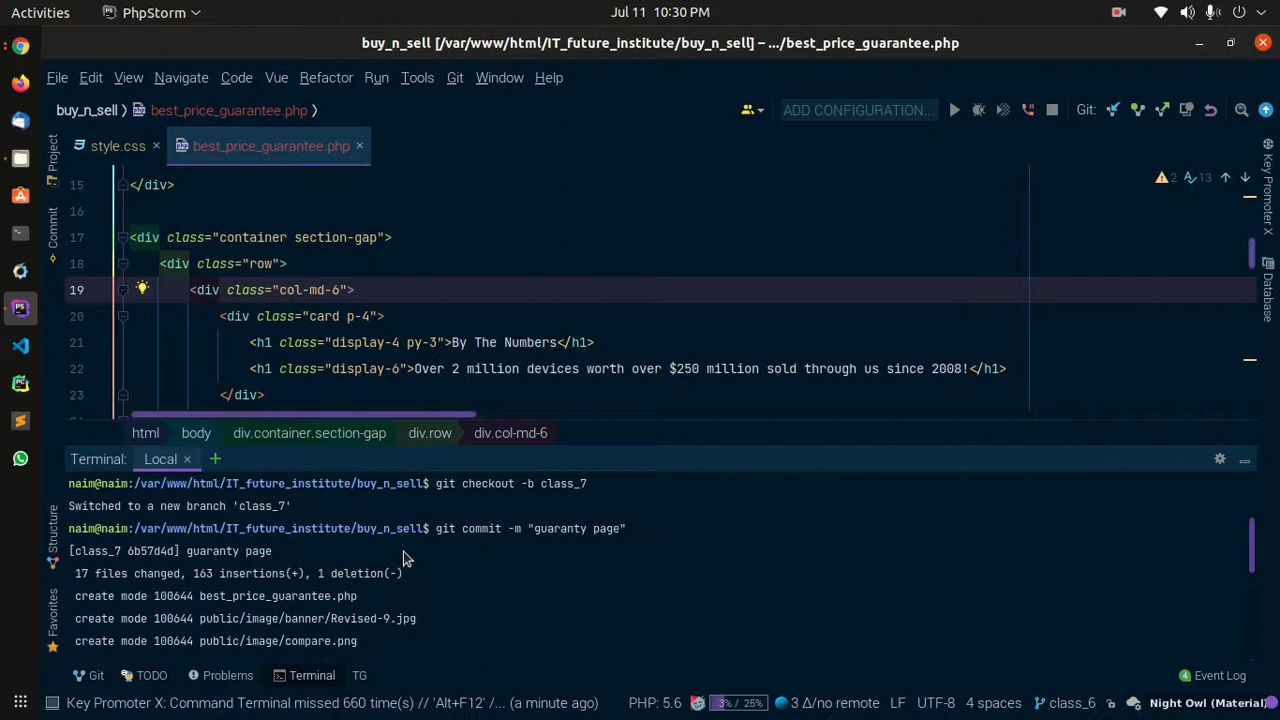 Activities
PhpStorm
Jul 11 10:30 PM
buy_n_sell [/var/www/html/IT_future_institute/buy_n_sell] – .../best_price_guarantee.php
File Edit View Navigate Code Vue Refactor Run Tools Git Window Help
buy_n_sell 〉 best_price_guarantee.php 〉
ADD CONFIGURATION...
Git:
Project
Commit
Structure
Favorites
style.css
best_price_guarantee.php
2
13
15 </div>
16
17 <div class="container section-gap">
18 <div class="row">
19 <div class="col-md-6">
20 <div class="card p-4">
21 <h1 class="display-4 py-3">By The Numbers</h1>
22 <h1 class="display-6">Over 2 million devices worth over $250 million sold through us since 2008!</h1>
23 </div>
Key Promoter X
Database
html body div.container.section-gap div.row div.col-md-6
Terminal: Local × +
naim@naim:/var/www/html/IT_future_institute/buy_n_sell$ git checkout -b class_7
Switched to a new branch 'class_7'
naim@naim:/var/www/html/IT_future_institute/buy_n_sell$ git commit -m "guaranty page"
[class_7 6b57d4d] guaranty page
17 files changed, 163 insertions(+), 1 deletion(-)
create mode 100644 best_price_guarantee.php
create mode 100644 public/image/banner/Revised-9.jpg
create mode 100644 public/image/compare.png
Git TODO Problems Terminal TG
4 Event Log
Key Promoter X: Command Terminal missed 660 time(s) // 'Alt+F12' /... (a minute ago)
PHP: 5.6
3% / 25%
3 Δ/no remote
LF
UTF-8
4 spaces
class_6
Night Owl (Material)